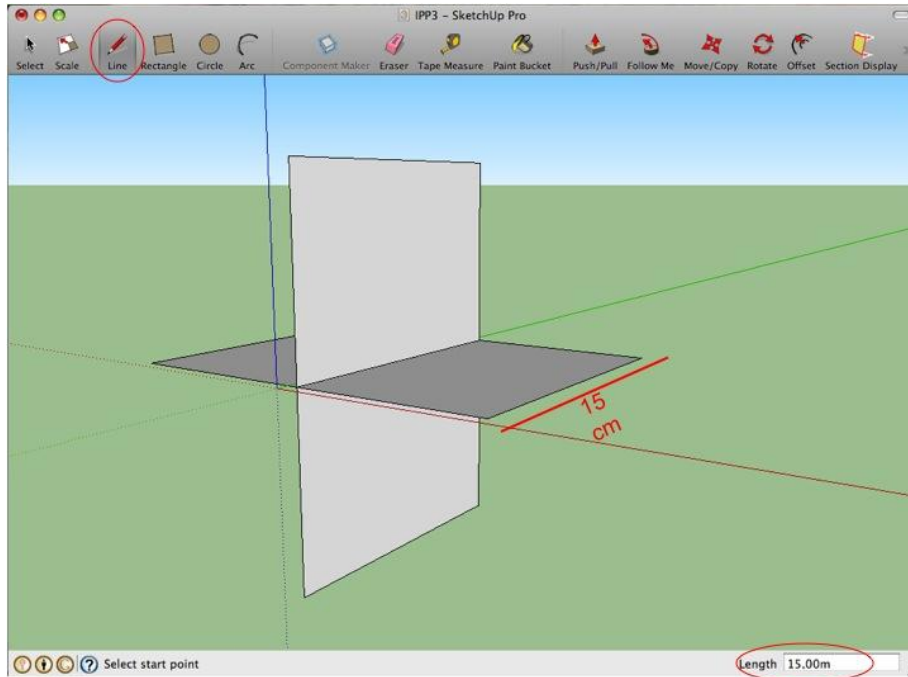 IPP3 - SketchUp Pro
Select Scale Line Rectangle Circle Arc Component Maker Eraser Tape Measure Paint Bucket Push/Pull Follow Me Move/Copy Rotate Offset Section Display
15
cm
Select start point
Length 15.00m